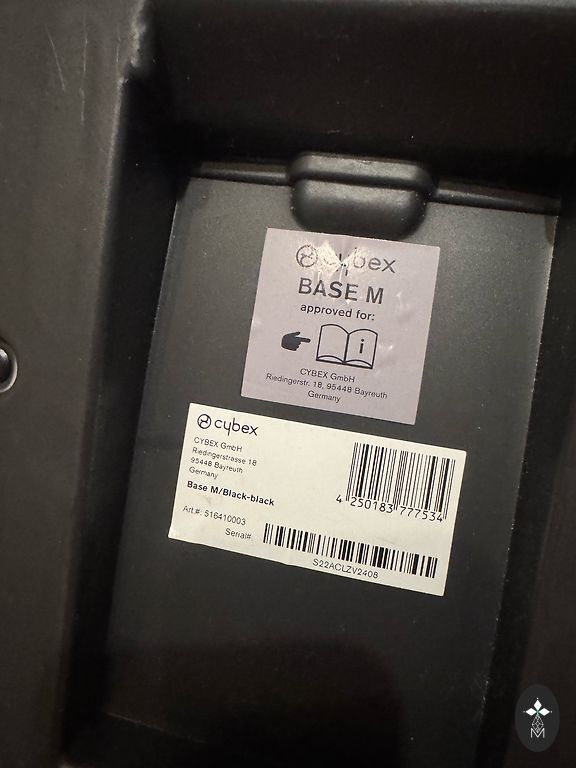 cybex
BASE M
approved for:
i
CYBEX GmbH
Riedingerstr. 18, 95448 Bayreuth
Germany
cybex
CYBEX GmbH
Riedingerstrasse 18
95448 Bayreuth
Germany
Base M/Black-black
Art.#: 516410003
Serial#:
4 250183 777534
S22ACLZV2408
M